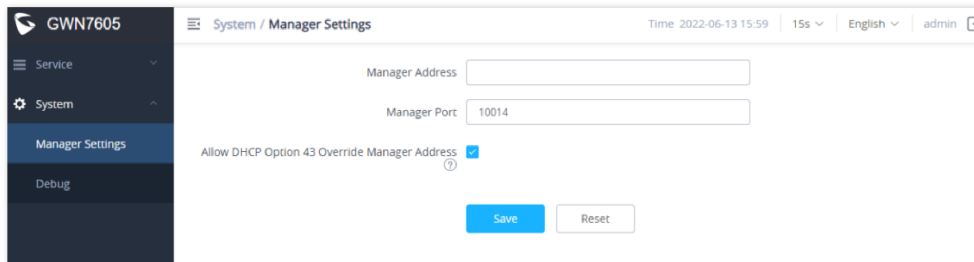 GWN7605
System / Manager Settings
Time 2022-06-13 15:59
15s
English
admin
Service
System
Manager Settings
Debug
Manager Address
Manager Port 10014
Allow DHCP Option 43 Override Manager Address
?
Save
Reset